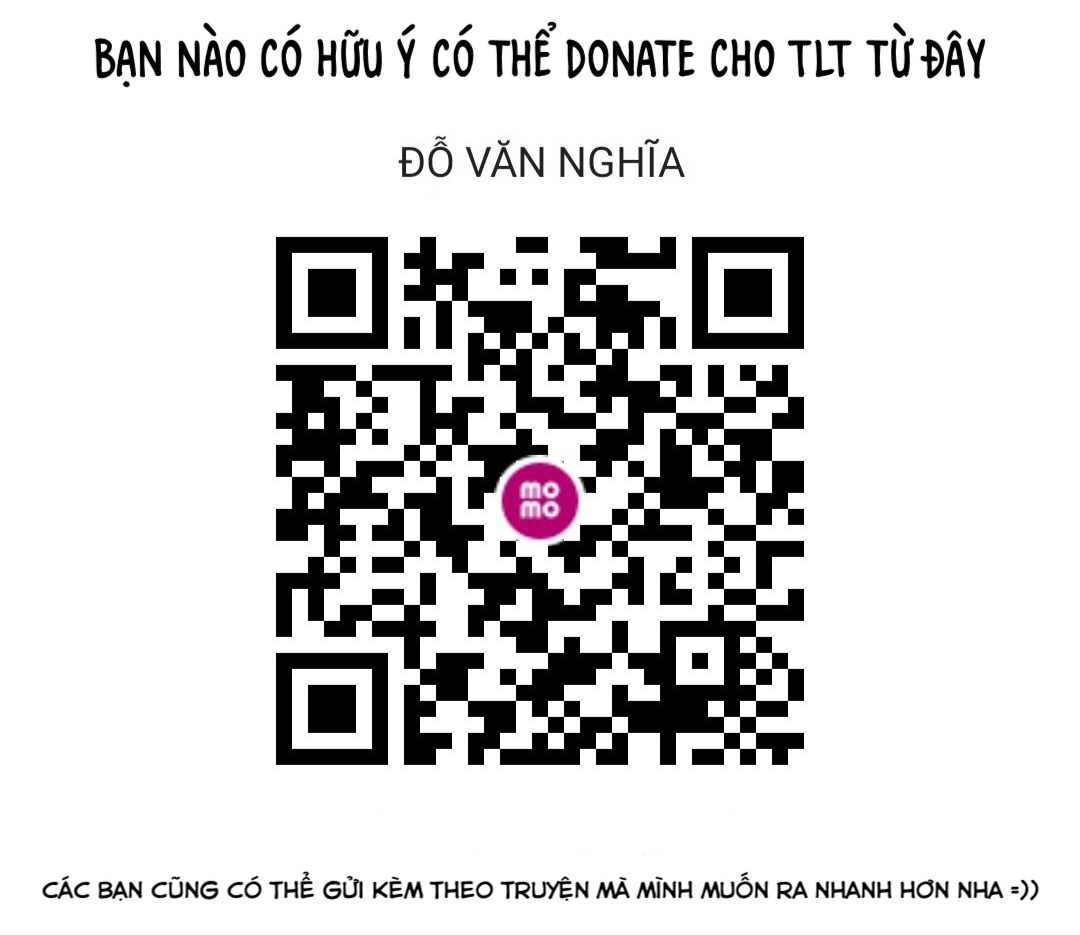 BẠN NÀO CÓ HỮU Ý CÓ THỂ DONATE CHO TLT TỪ ĐÂY
ĐỖ VĂN NGHĨA
mo
mo
CÁC BẠN CŨNG CÓ THỂ GỬI KÈM THEO TRUYỆN MÀ MÌNH MUỐN RA NHANH HƠN NHA =))